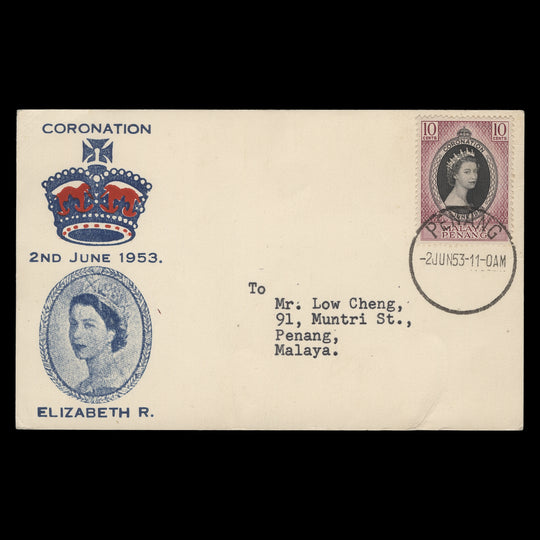 CORONATION
2ND JUNE 1953.
ELIZABETH R.
10 CENTS 10 CENTS
CORONATION
MALAYA
PENANG
PENANG
-2JUN53-11-0AM
To
Mr. Low Cheng,
91, Muntri St.,
Penang,
Malaya.